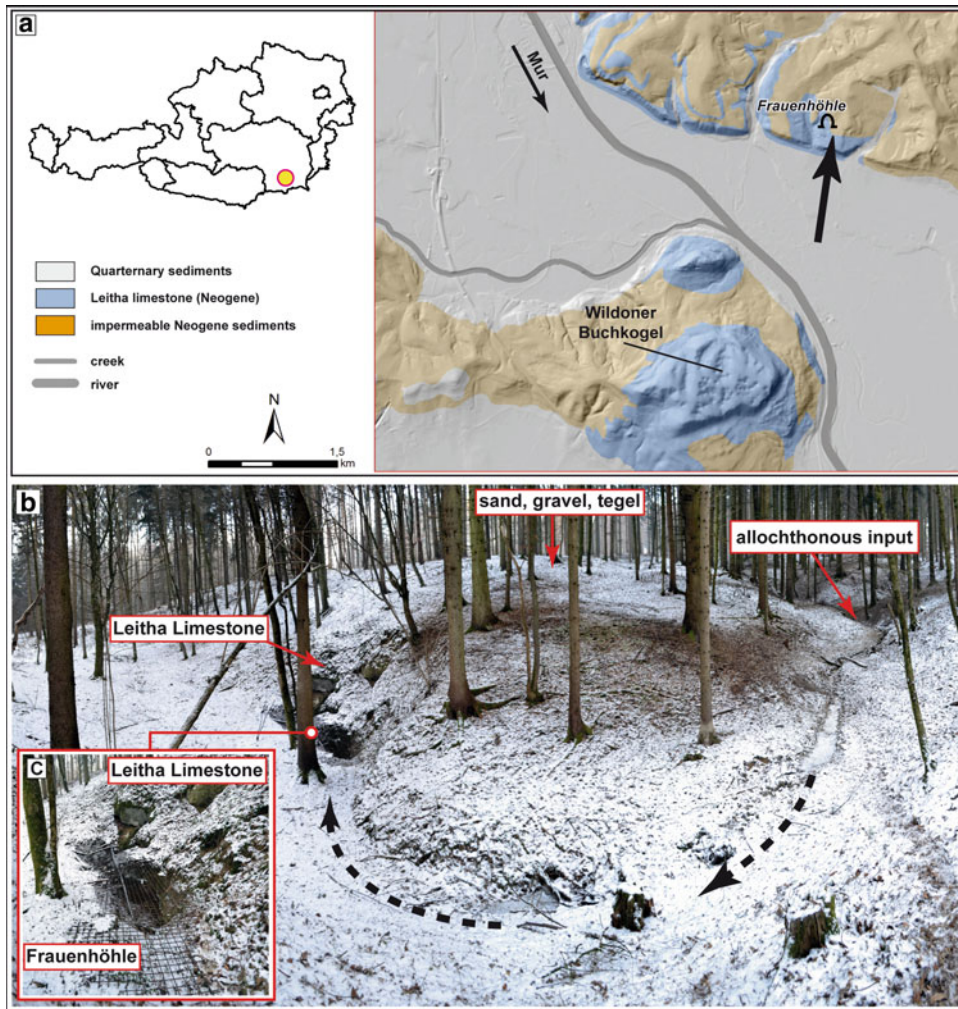 a
Mur
Frauenhöhle
Wildoner
Buchkogel
Quarternary sediments
Leitha limestone (Neogene)
impermeable Neogene sediments
creek
river
N
0 1,5
km
b
sand, gravel, tegel
allochthonous input
Leitha Limestone
c
Leitha Limestone
Frauenhöhle